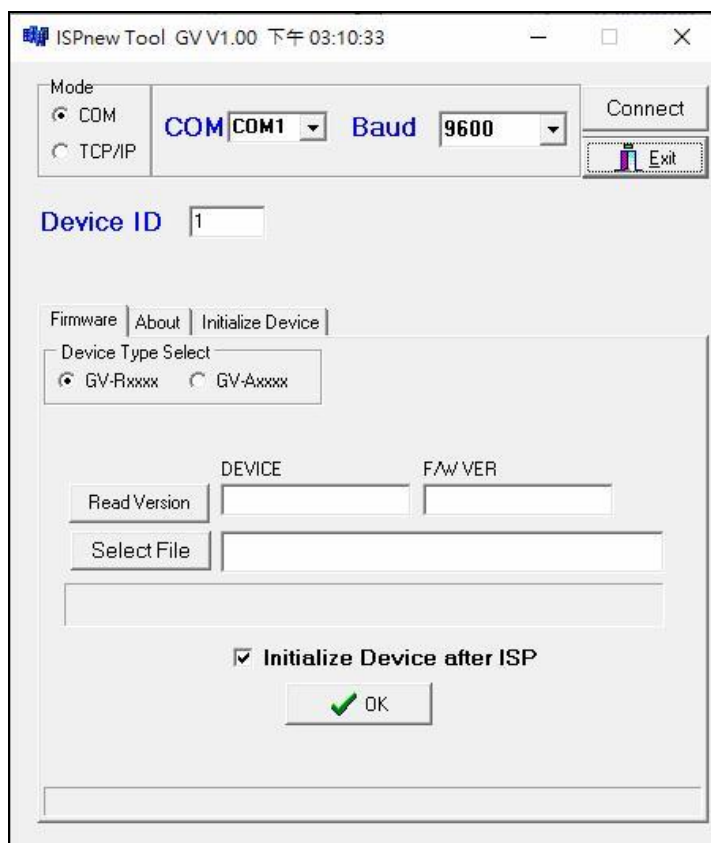 ISPnew Tool GV V1.00 下午 03:10:33
Mode
COM
TCP/IP
COM COM1 Baud 9600
Connect
Exit
Device ID 1
Firmware About Initialize Device
Device Type Select
GV-Rxxxx GV-Axxxx
DEVICE F/W VER
Read Version
Select File
Initialize Device after ISP
OK